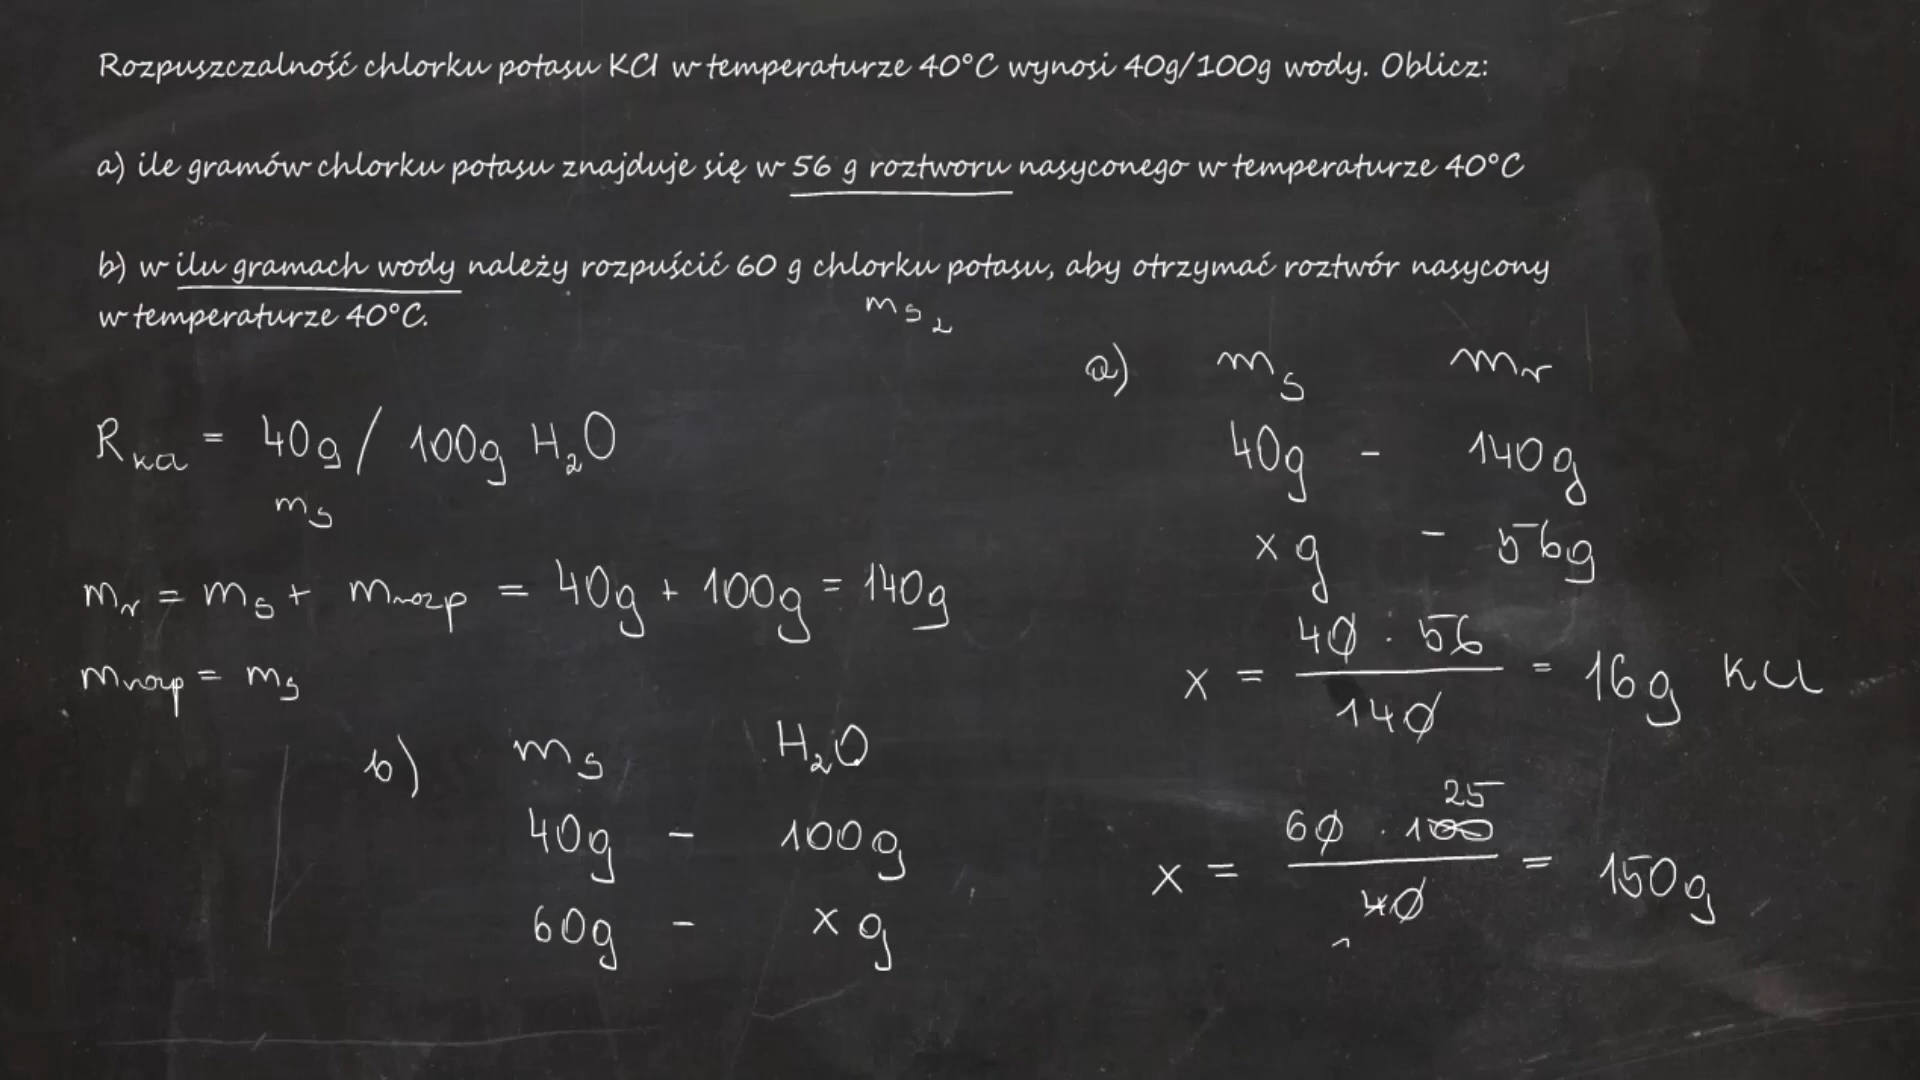 Rozpuszczalność chlorku potasu KCl w temperaturze 40°C wynosi 40g/100g wody. Oblicz:
a) ile gramów chlorku potasu znajduje się w 56 g roztworu nasyconego w temperaturze 40°C
b) w ilu gramach wody należy rozpuścić 60 g chlorku potasu, aby otrzymać roztwór nasycony
w temperaturze 40°C.
ms2
R KCl = 40g / 100g H₂O
ms
mr = ms + mrozp = 40g + 100g = 140g
mrozp = ms
a) ms mr
40g - 140g
x g - 56g
x = 40 · 56 / 140 = 16g KCl
b) ms H₂O
40g - 100g
60g - x g
25
x = 60 · 100 / 40 = 150g
1